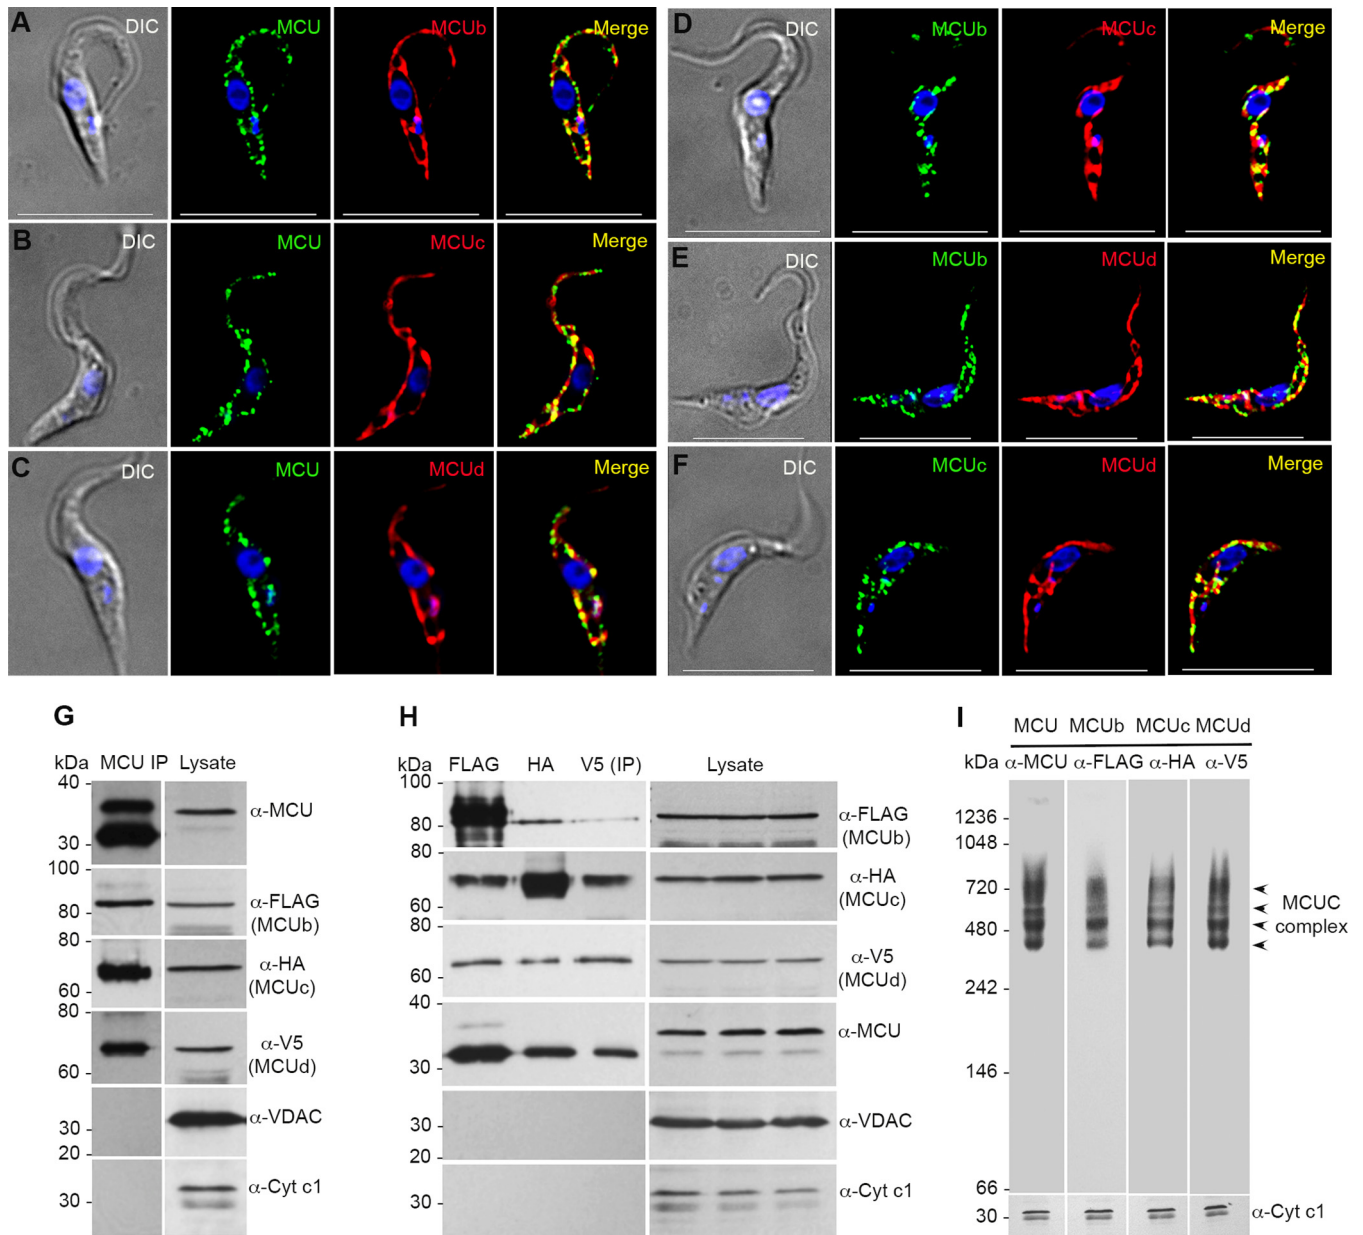 A DIC MCU MCUb Merge
B DIC MCU MCUc Merge
C DIC MCU MCUd Merge
D DIC MCUb MCUc Merge
E DIC MCUb MCUd Merge
F DIC MCUc MCUd Merge
G
kDa MCU IP Lysate
40
30
α-MCU
100
80
α-FLAG
(MCUb)
80
60
α-HA
(MCUc)
80
60
α-V5
(MCUd)
30
20
α-VDAC
30
α-Cyt c1
H
kDa FLAG HA V5 (IP) Lysate
100
80
α-FLAG
(MCUb)
80
60
α-HA
(MCUc)
80
60
α-V5
(MCUd)
40
30
α-MCU
30
20
α-VDAC
30
α-Cyt c1
I
MCU MCUb MCUc MCUd
kDa α-MCU α-FLAG α-HA α-V5
1236
1048
720
480
242
146
66
30
MCUC
complex
α-Cyt c1